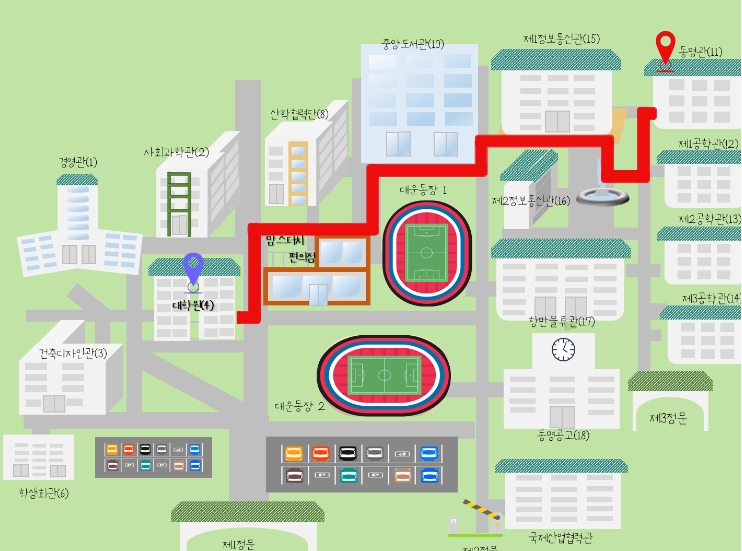 제1정보통신관(15)
중앙도서관(10)
동명관(11)
산학협력단(8)
제1공학관(12)
사회과학관(2)
경영관(1)
대운동장 1
제2정보통신관(16)
제2공학관(13)
맘스터치
편의점
제3공학관(14)
대학원(4)
항만물류관(17)
건축디자인관(3)
대운동장 2
제3정문
동명공고(18)
학생회관(6)
국제산업협력관
제1정문
제2정문